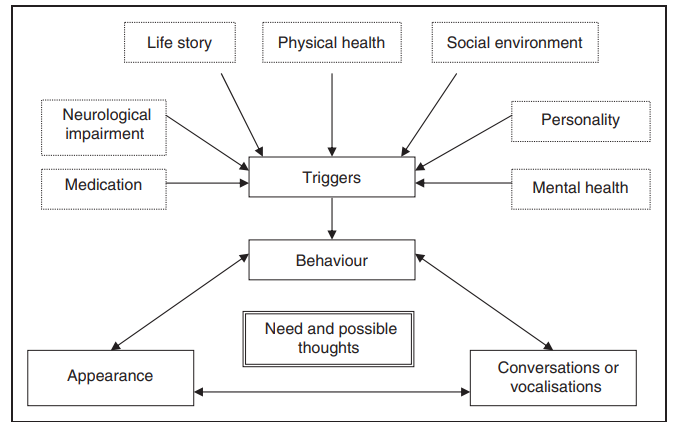 Life story
Physical health
Social environment
Neurological
impairment
Personality
Medication
Triggers
Mental health
Behaviour
Need and possible
thoughts
Appearance
Conversations or
vocalisations